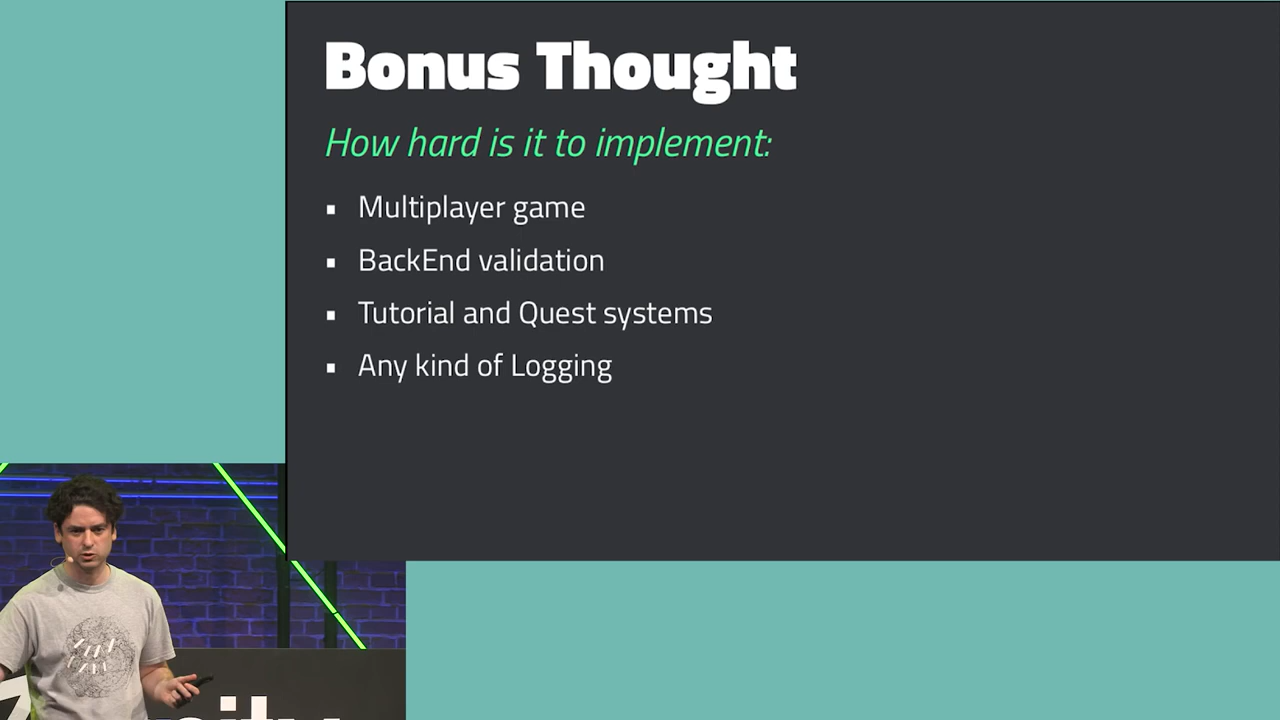 Bonus Thought
How hard is it to implement:
▪ Multiplayer game
▪ BackEnd validation
▪ Tutorial and Quest systems
▪ Any kind of Logging